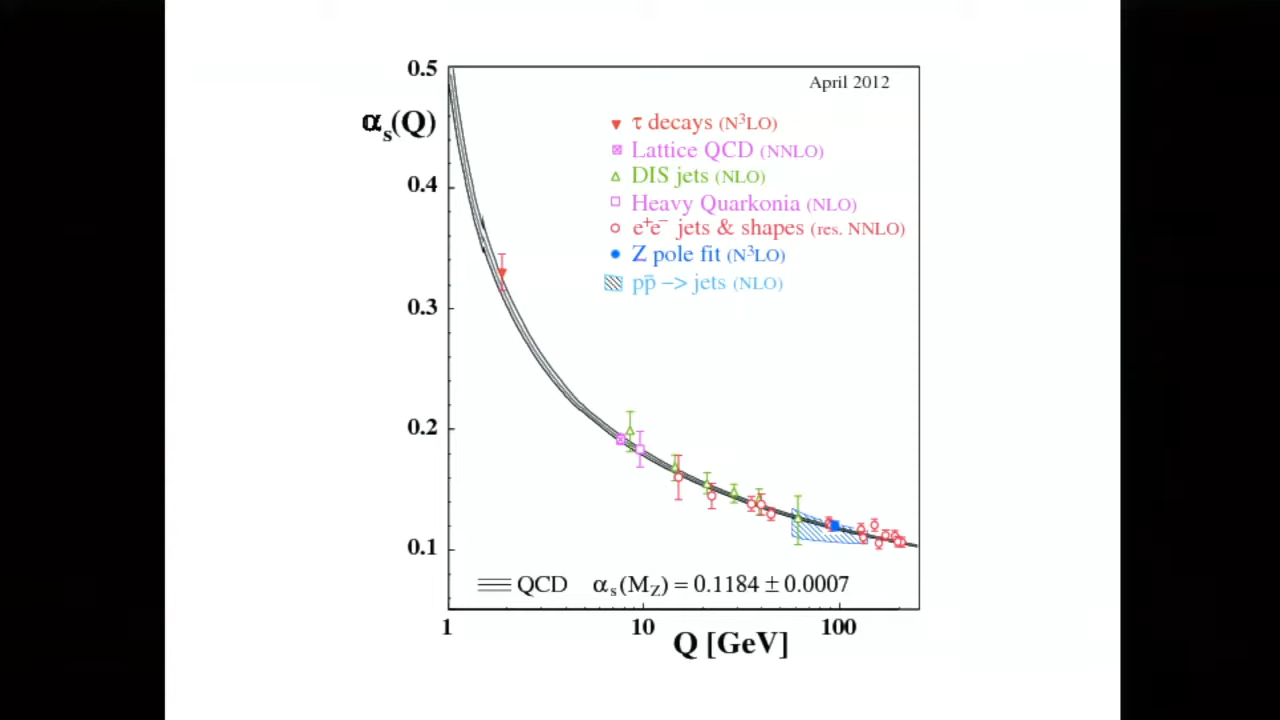 April 2012
αs(Q)
τ decays (N³LO)
Lattice QCD (NNLO)
DIS jets (NLO)
Heavy Quarkonia (NLO)
e⁺e⁻ jets & shapes (res. NNLO)
Z pole fit (N³LO)
pp̅ –> jets (NLO)
0.5
0.4
0.3
0.2
0.1
QCD αs(MZ) = 0.1184 ± 0.0007
1 10 100
Q [GeV]